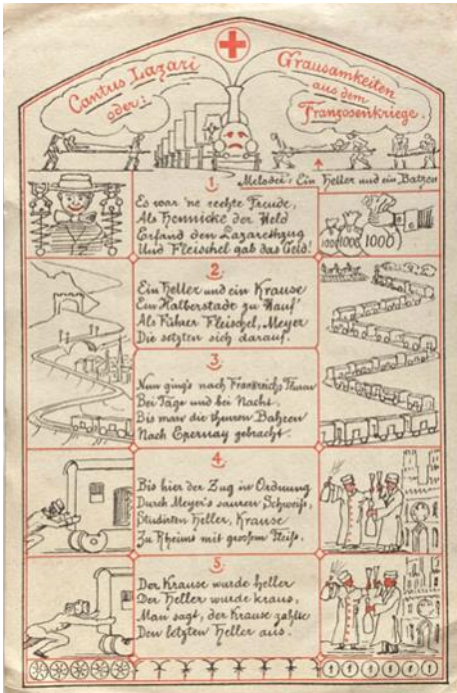 Cantus Lazari
oder:
Grausamkeiten
aus dem
Franzosenkriege.
Melodei: Ein Heller und ein Batzen
1.
Es war 'ne rechte Freude,
Als Hennicke der Held
Erfand den Lazarethzug
Und Fleischel gab das Geld!
100 1000 1000
2
Ein Heller und ein Krause
Ein Halberstadt zu Hauf'
Als Führer Fleischel, Meyer
Die setzten sich darauf.
3
Nun ging's nach Frankreichs
Bei Tage und bei Nacht.
Bis man die theuren Bahren
Nach Epernay gebracht.
4
Bis hier der Zug in Ordnung
Durch Meyer's sauren Schweiß,
Studirten Heller, Krause
Zu Rheims mit großem Fleiß.
5
Der Krause wurde heller
Der Heller wurde kraus,
Man sagt, der Krause zahlte
Den letzten Heller aus.